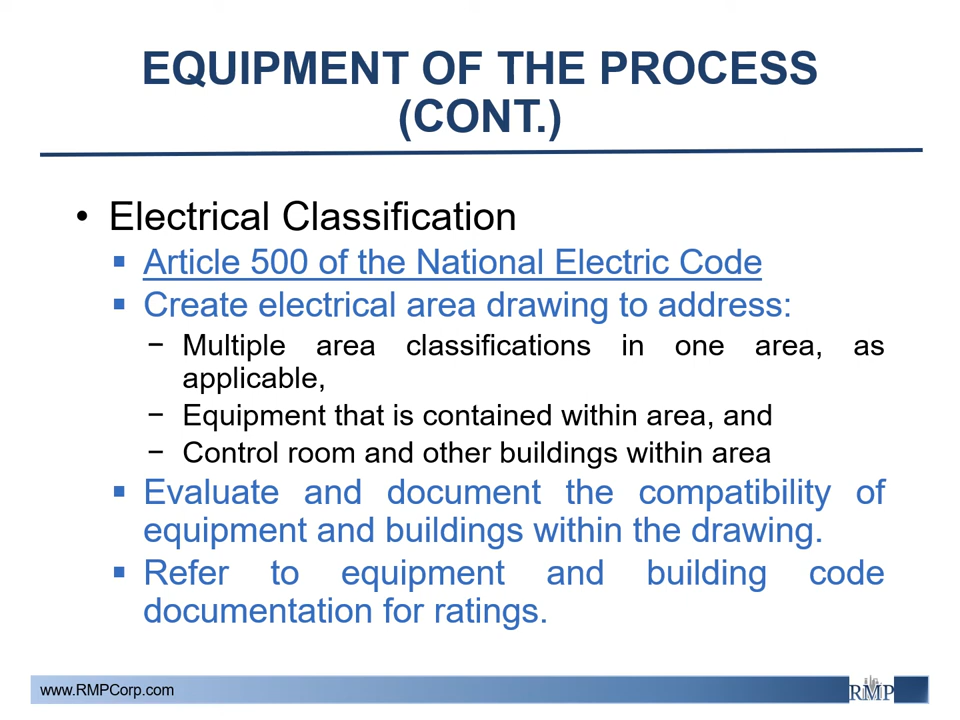 EQUIPMENT OF THE PROCESS
(CONT.)
• Electrical Classification
▪ Article 500 of the National Electric Code
▪ Create electrical area drawing to address:
− Multiple area classifications in one area, as
applicable,
− Equipment that is contained within area, and
− Control room and other buildings within area
▪ Evaluate and document the compatibility of
equipment and buildings within the drawing.
▪ Refer to equipment and building code
documentation for ratings.
www.RMPCorp.com
RMP